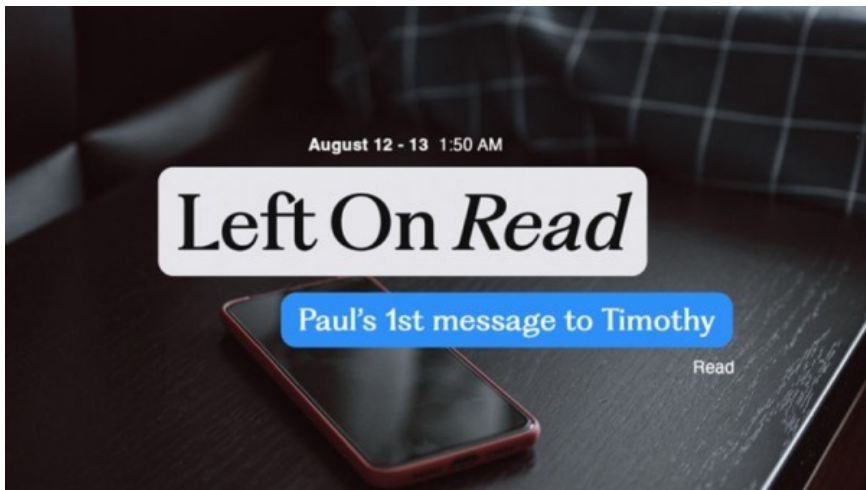 August 12 - 13 1:50 AM
Left On Read
Paul's 1st message to Timothy
Read